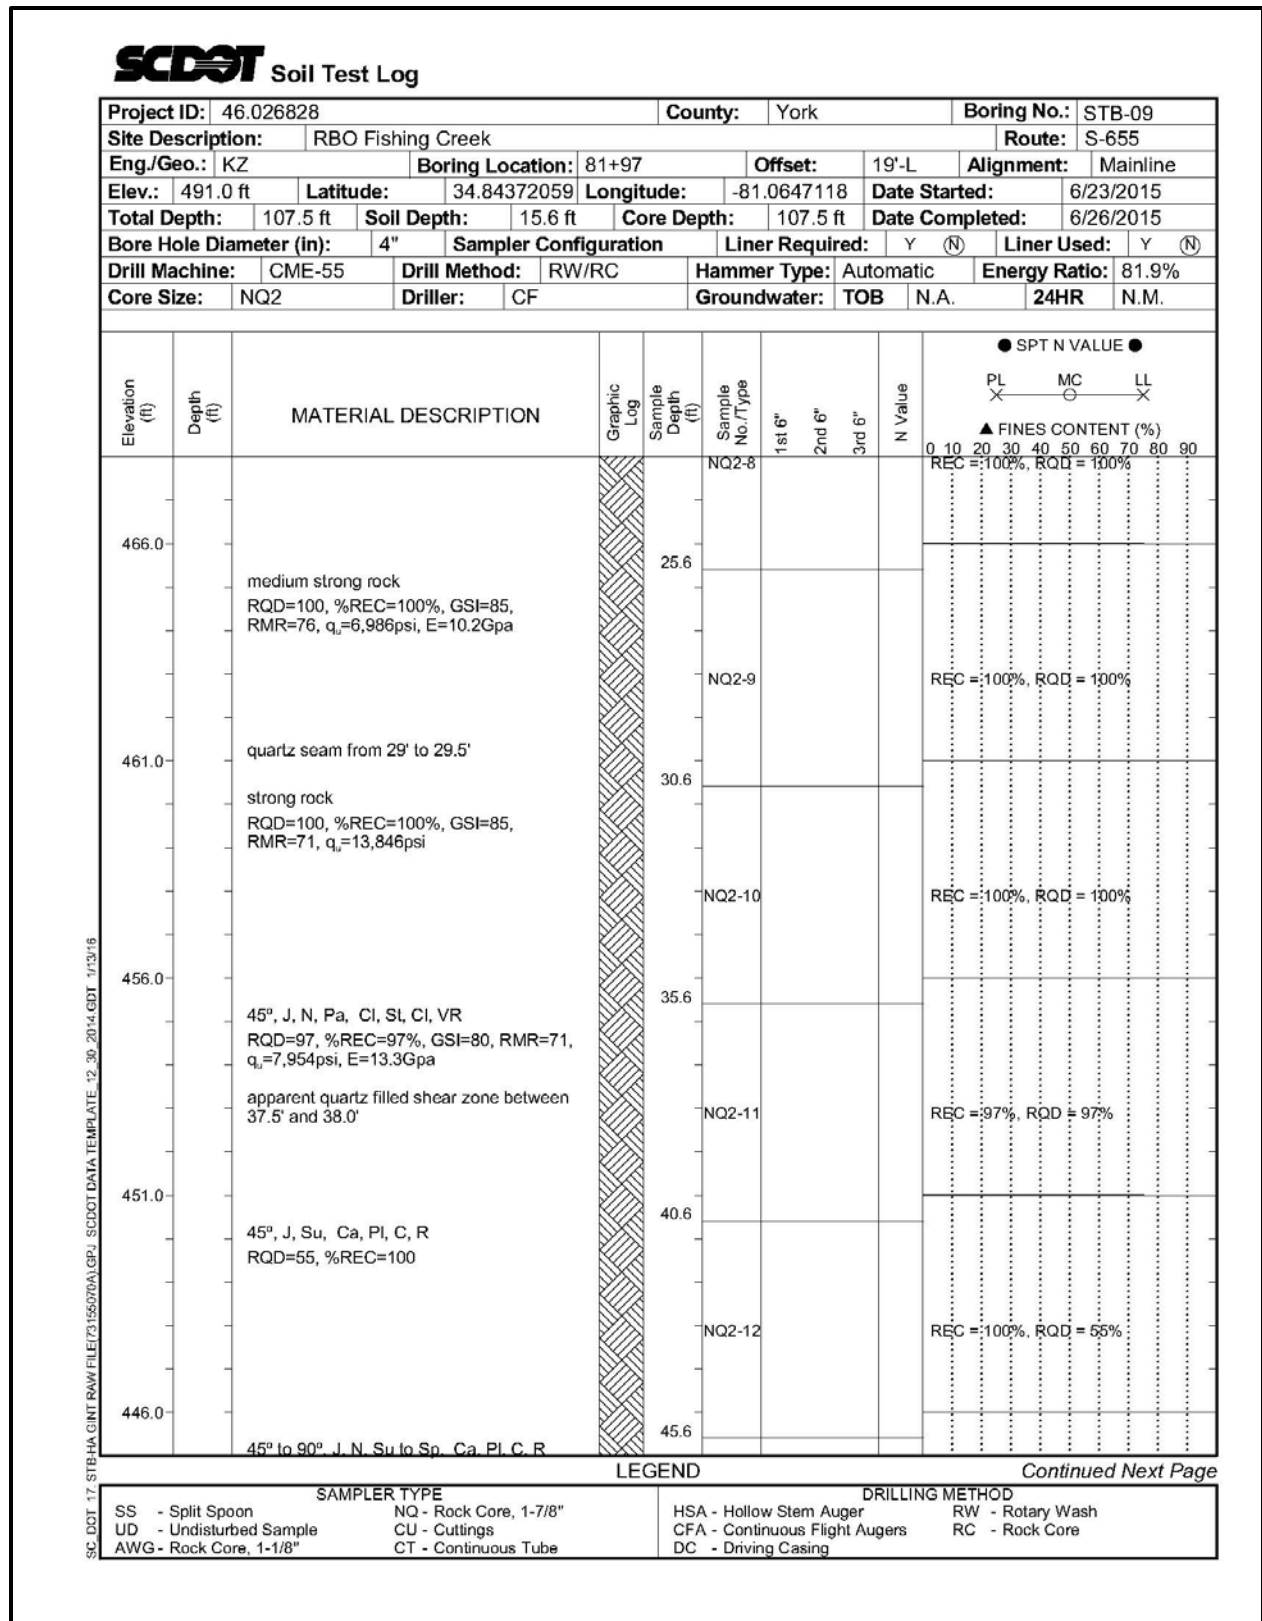 SCDOT Soil Test Log
Project ID: 46.026828 County: York Boring No.: STB-09
Site Description: RBO Fishing Creek Route: S-655
Eng./Geo.: KZ Boring Location: 81+97 Offset: 19'-L Alignment: Mainline
Elev.: 491.0 ft Latitude: 34.84372059 Longitude: -81.0647118 Date Started: 6/23/2015
Total Depth: 107.5 ft Soil Depth: 15.6 ft Core Depth: 107.5 ft Date Completed: 6/26/2015
Bore Hole Diameter (in): 4" Sampler Configuration Liner Required: Y N Liner Used: Y N
Drill Machine: CME-55 Drill Method: RW/RC Hammer Type: Automatic Energy Ratio: 81.9%
Core Size: NQ2 Driller: CF Groundwater: TOB N.A. 24HR N.M.
Elevation (ft)
Depth (ft)
MATERIAL DESCRIPTION
Graphic Log
Sample Depth (ft)
Sample No./Type
1st 6"
2nd 6"
3rd 6"
N Value
● SPT N VALUE ●
PL MC LL
▲ FINES CONTENT (%)
0 10 20 30 40 50 60 70 80 90
NQ2-8 REC = 100%, RQD = 100%
466.0
25.6
medium strong rock
RQD=100, %REC=100%, GSI=85,
RMR=76, qu=6,986psi, E=10.2Gpa
NQ2-9 REC = 100%, RQD = 100%
quartz seam from 29' to 29.5'
461.0
30.6
strong rock
RQD=100, %REC=100%, GSI=85,
RMR=71, qu=13,846psi
NQ2-10 REC = 100%, RQD = 100%
456.0
35.6
45º, J, N, Pa, Cl, St, Cl, VR
RQD=97, %REC=97%, GSI=80, RMR=71,
qu=7,954psi, E=13.3Gpa
apparent quartz filled shear zone between
37.5' and 38.0'
NQ2-11 REC = 97%, RQD = 97%
451.0
40.6
45º, J, Su, Ca, Pl, C, R
RQD=55, %REC=100
NQ2-12 REC = 100%, RQD = 55%
446.0
45.6
45º to 90º, J, N, Su to Sp, Ca, Pl, C, R
LEGEND
Continued Next Page
SAMPLER TYPE
SS - Split Spoon NQ - Rock Core, 1-7/8"
UD - Undisturbed Sample CU - Cuttings
AWG - Rock Core, 1-1/8" CT - Continuous Tube
DRILLING METHOD
HSA - Hollow Stem Auger RW - Rotary Wash
CFA - Continuous Flight Augers RC - Rock Core
DC - Driving Casing
SC_DOT 17. STB-HA GINT RAW FILE(73155070A).GPJ SCDOT DATA TEMPLATE_12_30_2014.GDT 1/13/16